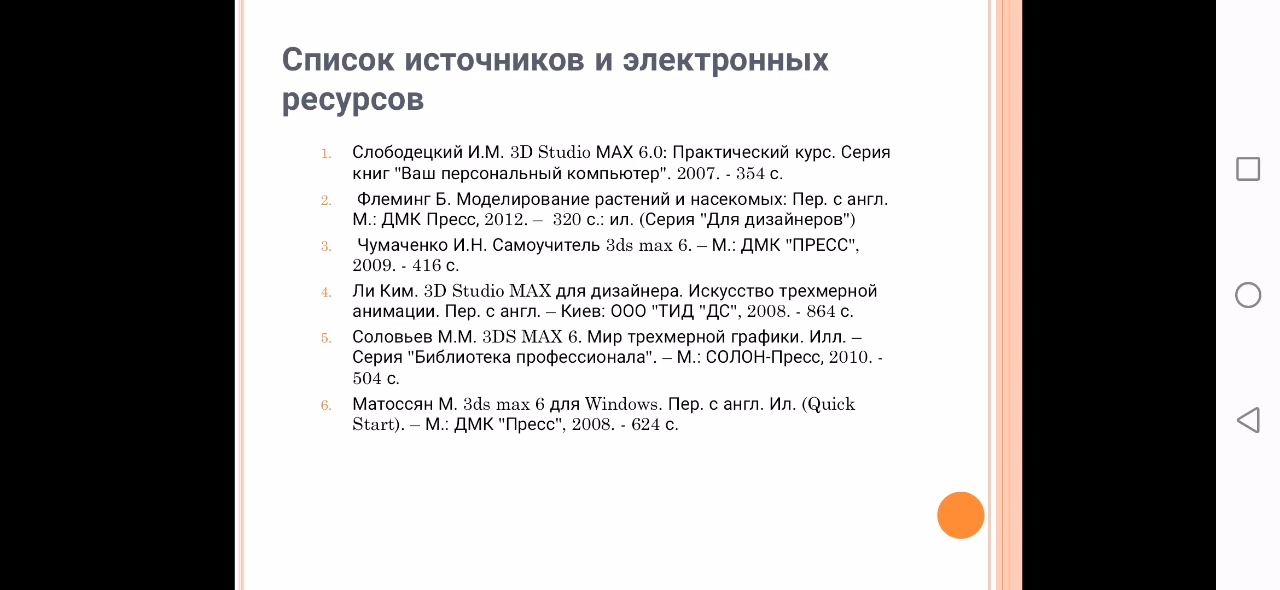 Список источников и электронных
ресурсов
1. Слободецкий И.М. 3D Studio MAX 6.0: Практический курс. Серия
книг "Ваш персональный компьютер". 2007. - 354 с.
2. Флеминг Б. Моделирование растений и насекомых: Пер. с англ.
М.: ДМК Пресс, 2012. – 320 с.: ил. (Серия "Для дизайнеров")
3. Чумаченко И.Н. Самоучитель 3ds max 6. – М.: ДМК "ПРЕСС",
2009. - 416 с.
4. Ли Ким. 3D Studio MAX для дизайнера. Искусство трехмерной
анимации. Пер. с англ. – Киев: ООО "ТИД "ДС", 2008. - 864 с.
5. Соловьев М.М. 3DS MAX 6. Мир трехмерной графики. Илл. –
Серия "Библиотека профессионала". – М.: СОЛОН-Пресс, 2010. -
504 с.
6. Матоссян М. 3ds max 6 для Windows. Пер. с англ. Ил. (Quick
Start). – М.: ДМК "Пресс", 2008. - 624 с.